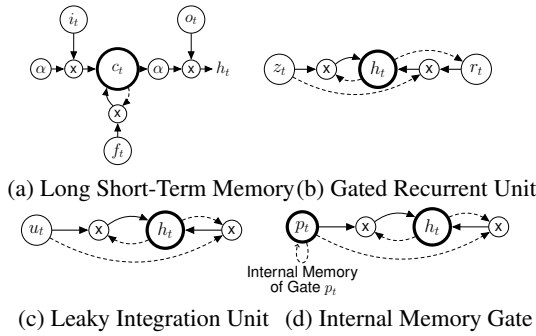 i_t
o_t
α x c_t α x h_t
x
f_t
z_t x h_t x r_t
(a) Long Short-Term Memory (b) Gated Recurrent Unit
u_t x h_t x
p_t x h_t x
Internal Memory
of Gate p_t
(c) Leaky Integration Unit (d) Internal Memory Gate